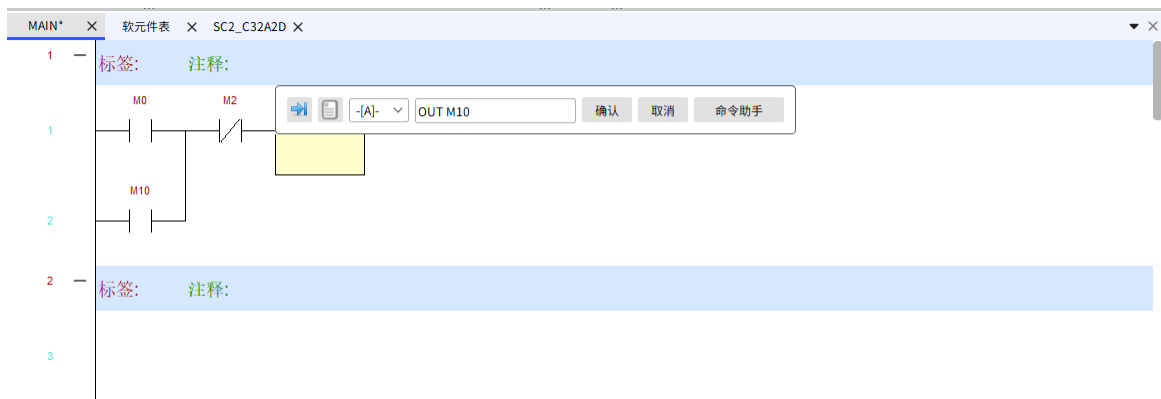 MAIN* 软元件表 SC2_C32A2D
1 标签: 注释:
M0 M2
1
-[A]- OUT M10 确认 取消 命令助手
M10
2
2 标签: 注释:
3